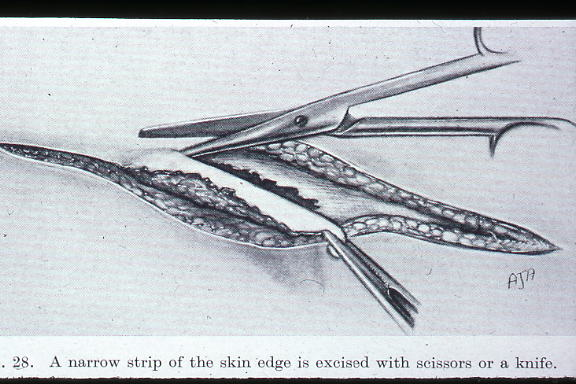 AJA
. 28. A narrow strip of the skin edge is excised with scissors or a knife.